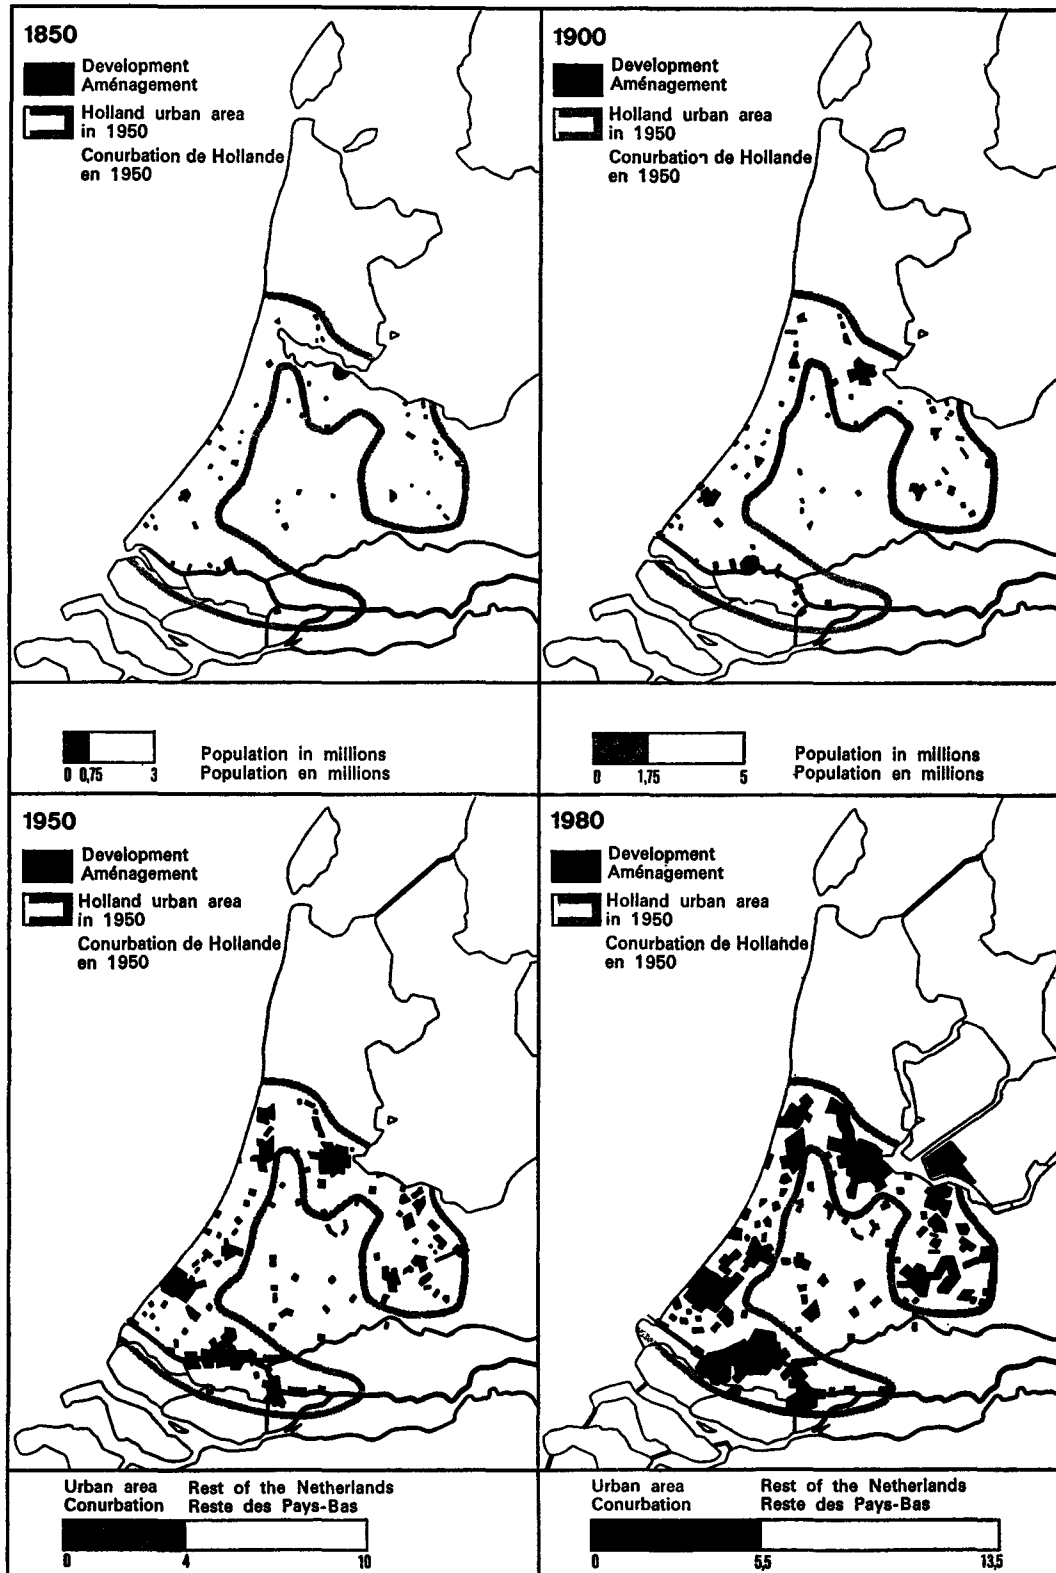 1850
Development
Aménagement
Holland urban area
in 1950
Conurbation de Hollande
en 1950
0 0,75 3
Population in millions
Population en millions
1900
Development
Aménagement
Holland urban area
in 1950
Conurbation de Hollande
en 1950
0 1,75 5
Population in millions
Population en millions
1950
Development
Aménagement
Holland urban area
in 1950
Conurbation de Hollande
en 1950
Urban area Rest of the Netherlands
Conurbation Reste des Pays-Bas
0 4 10
1980
Development
Aménagement
Holland urban area
in 1950
Conurbation de Hollande
en 1950
Urban area Rest of the Netherlands
Conurbation Reste des Pays-Bas
0 5,5 13,5